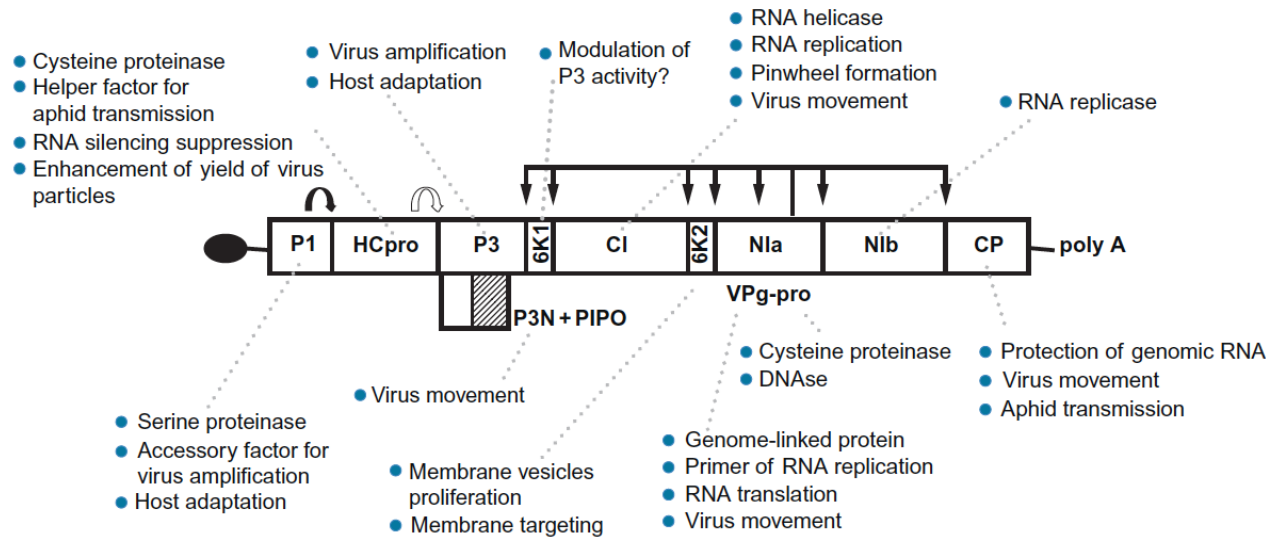 Cysteine proteinase
Helper factor for
aphid transmission
RNA silencing suppression
Enhancement of yield of virus
particles
Virus amplification
Host adaptation
Modulation of
P3 activity?
RNA helicase
RNA replication
Pinwheel formation
Virus movement
RNA replicase
P1
HCpro
P3
6K1
CI
6K2
NIa
NIb
CP
poly A
VPg-pro
P3N + PIPO
Serine proteinase
Accessory factor for
virus amplification
Host adaptation
Virus movement
Membrane vesicles
proliferation
Membrane targeting
Cysteine proteinase
DNAse
Genome-linked protein
Primer of RNA replication
RNA translation
Virus movement
Protection of genomic RNA
Virus movement
Aphid transmission